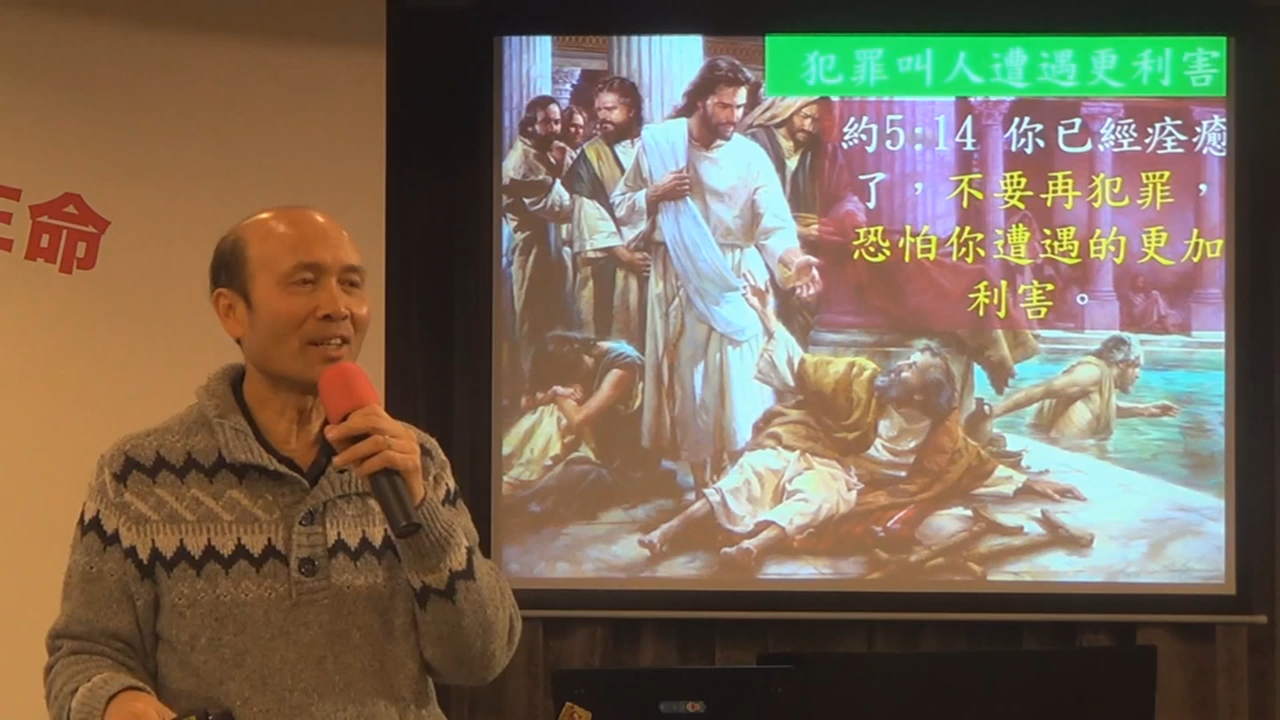 命
犯罪叫人遭遇更利害
約5:14 你已經痊癒
了，不要再犯罪，
恐怕你遭遇的更加
利害。